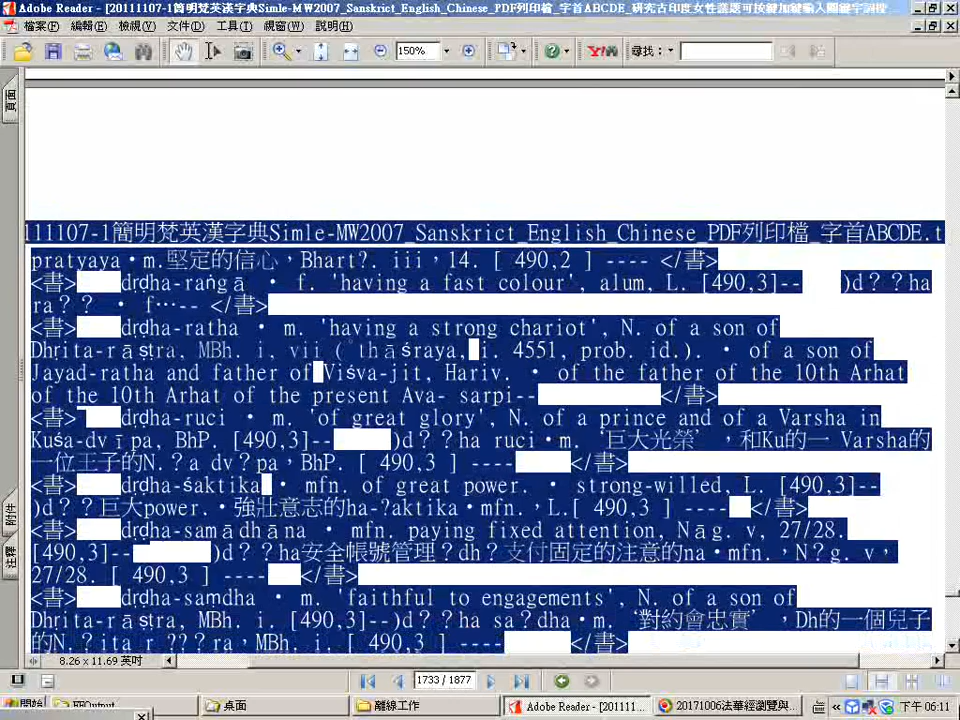 Adobe Reader - [20111107-1簡明梵英漢字典Simle-MW2007_Sanskrict_English_Chinese_PDF列印檔_字首ABCDE_研究古印度女性議題可按鍵加鍵輸入關鍵字詞搜
檔案(F) 編輯(E) 檢視(V) 文件(D) 工具(T) 視窗(W) 說明(H)
150% 尋找:
頁面
111107-1簡明梵英漢字典Simle-MW2007_Sanskrict_English_Chinese_PDF列印檔_字首ABCDE.t
pratyaya‧m.堅定的信心，Bhart?. iii，14. [ 490,2 ] ---- </書>
<書> dṛḍha-raṅgā ‧ f. 'having a fast colour', alum, L. [490,3]-- )d？？ha
ra？？ ‧ f…-- </書>
<書> dṛḍha-ratha ‧ m. 'having a strong chariot', N. of a son of
Dhrita-rāṣṭra, MBh. i, vii (°thāśraya, i. 4551, prob. id.). ‧ of a son of
Jayad-ratha and father of Viśva-jit, Hariv. ‧ of the father of the 10th Arhat
of the 10th Arhat of the present Ava- sarpi-- </書>
<書> dṛḍha-ruci ‧ m. 'of great glory', N. of a prince and of a Varsha in
Kuśa-dvīpa, BhP. [490,3]-- )d？？ha ruci‧m. ‘巨大光榮’，和Ku的一 Varsha的
一位王子的N.？a dv？pa，BhP. [ 490,3 ] ---- </書>
<書> dṛḍha-śaktika ‧ mfn. of great power. ‧ strong-willed, L. [490,3]--
)d？？巨大power.‧強壯意志的ha-?aktika‧mfn.，L.[ 490,3 ] ---- </書>
<書> dṛḍha-samādhāna ‧ mfn. paying fixed attention, Nāg. v, 27/28.
[490,3]-- )d？？ha安全帳號管理？dh？支付固定的注意的na‧mfn.，N？g. v，
27/28. [ 490,3 ] ---- </書>
<書> dṛḍha-saṃdha ‧ m. 'faithful to engagements', N. of a son of
Dhrita-rāṣṭra, MBh. i. [490,3]-- )d？？ha sa？dha‧m. ‘對約會忠實’，Dh的一個兒子
的N.？ita r ???ra，MBh. i. [ 490,3 ] ---- </書>
附件
注釋
8.26 x 11.69 英吋
1733 / 1877
開始 FFOutput 桌面 離線工作 Adobe Reader - [20111... 20171006法華經瀏覽與... 下午 06:11